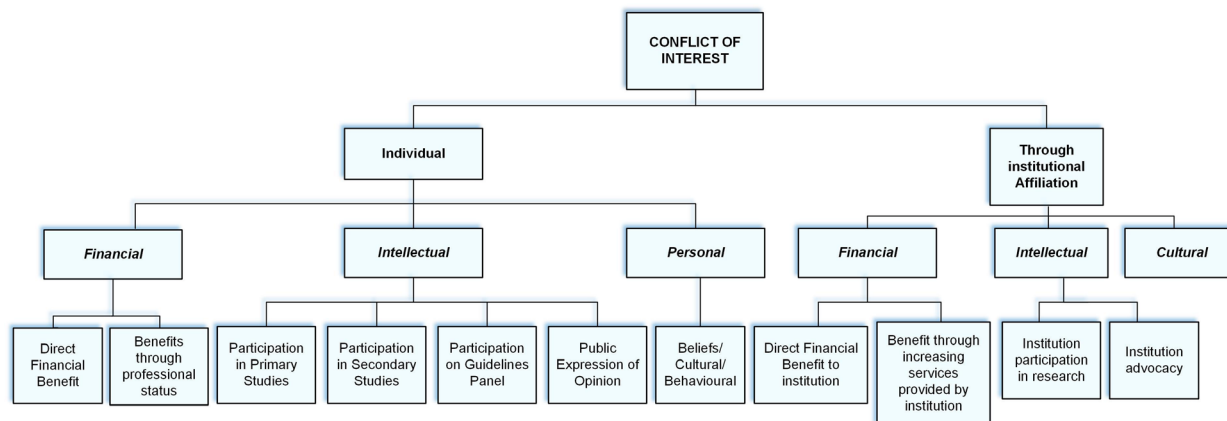 CONFLICT OF
INTEREST
Individual
Through
institutional
Affiliation
Financial
Intellectual
Personal
Financial
Intellectual
Cultural
Direct
Financial
Benefit
Benefits
through
professional
status
Participation
in Primary
Studies
Participation
in Secondary
Studies
Participation
on Guidelines
Panel
Public
Expression of
Opinion
Beliefs/
Cultural/
Behavioural
Direct Financial
Benefit to
institution
Benefit through
increasing
services
provided by
institution
Institution
participation
in research
Institution
advocacy